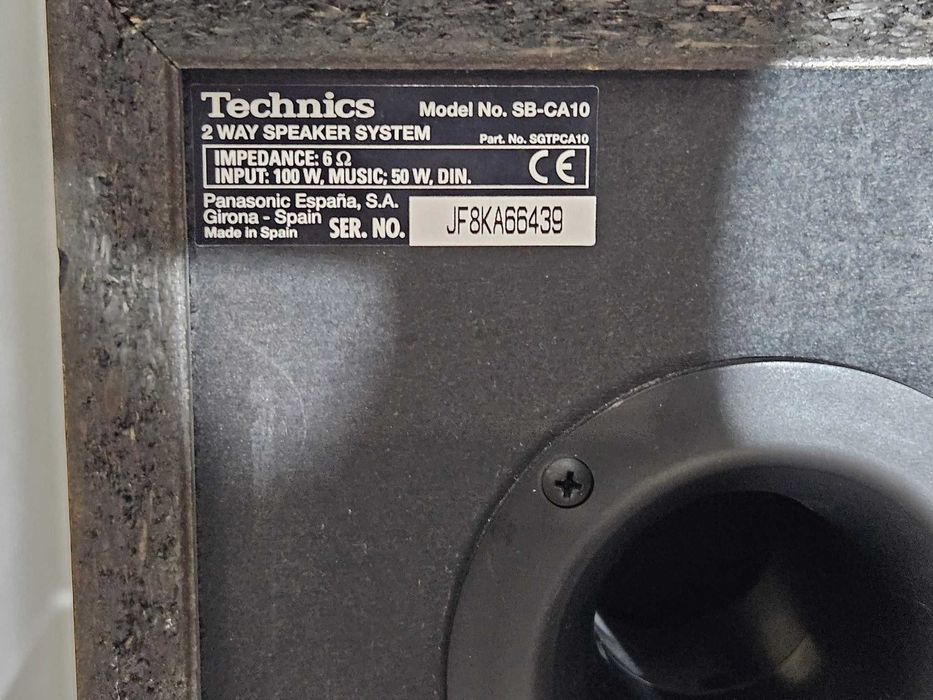 Technics Model No. SB-CA10
2 WAY SPEAKER SYSTEM Part. No. SGTPCA10
IMPEDANCE: 6 Ω
INPUT: 100 W, MUSIC; 50 W, DIN. CE
Panasonic España, S.A.
Girona - Spain
Made in Spain SER. NO. JF8KA66439